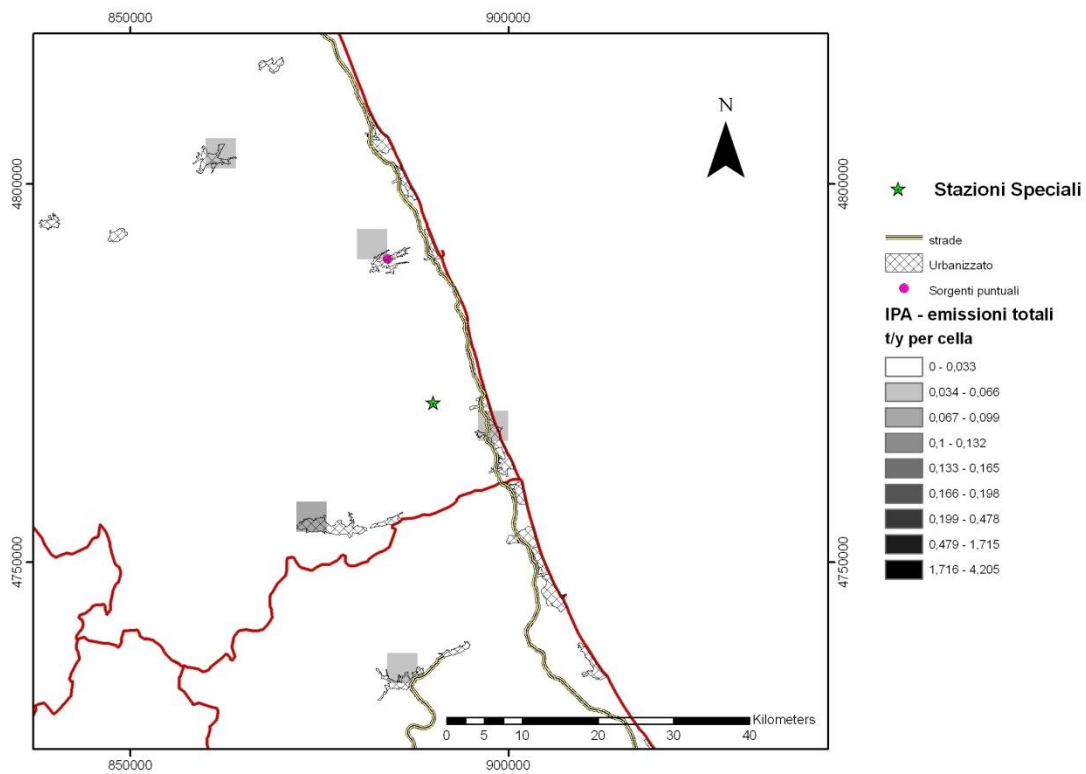 850000
900000
N
4800000
4800000
Stazioni Speciali
strade
Urbanizzato
Sorgenti puntuali
IPA - emissioni totali
t/y per cella
0 - 0,033
0,034 - 0,066
0,067 - 0,099
0,1 - 0,132
0,133 - 0,165
0,166 - 0,198
0,199 - 0,478
0,479 - 1,715
1,716 - 4,205
4750000
4750000
Kilometers
0 5 10 20 30 40
850000
900000